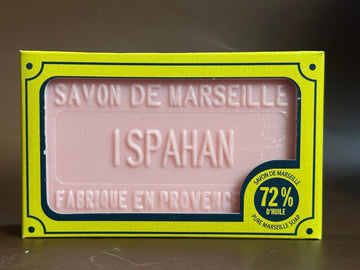 SAVON DE MARSEILLE
ISPAHAN
FABRIQUE EN PROVENCE
SAVON DE MARSEILLE
72%
D'HUILE
PURE MARSEILLE SOAP